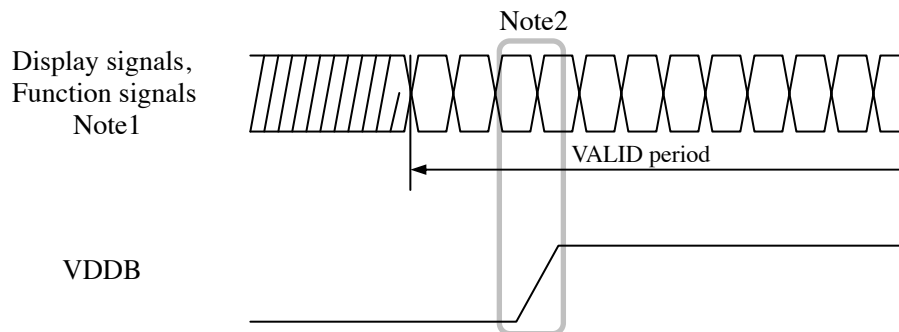 Note2
Display signals,
Function signals
Note1
VALID period
VDDB